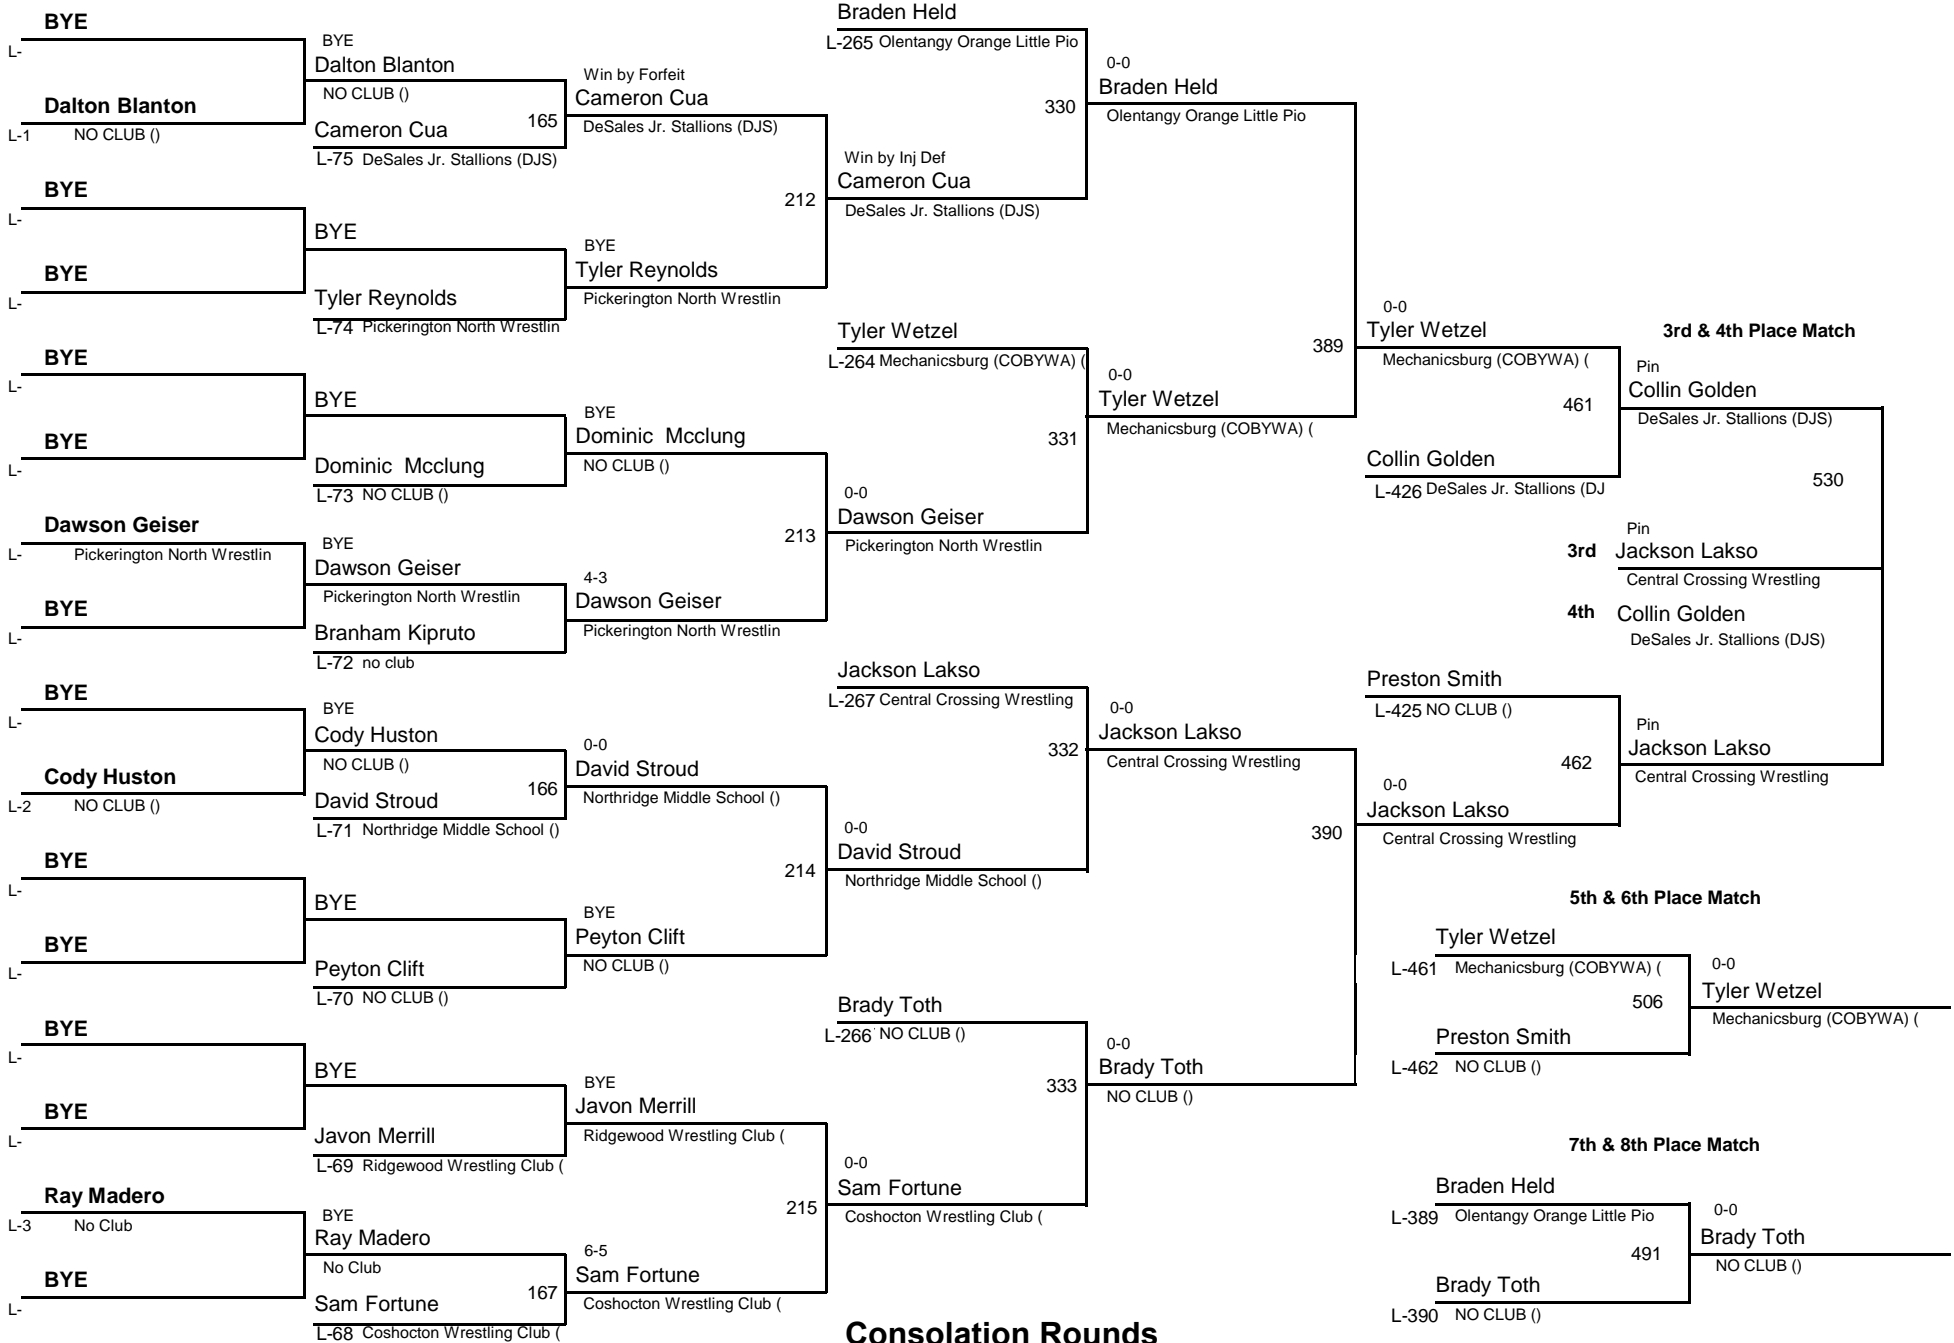 BYE
L-
Dalton Blanton
L-1 NO CLUB ()
BYE
L-
BYE
L-
BYE
L-
BYE
L-
Dawson Geiser
L- Pickerington North Wrestlin
BYE
L-
BYE
L-
Cody Huston
L-2 NO CLUB ()
BYE
L-
BYE
L-
BYE
L-
BYE
L-
Ray Madero
L-3 No Club
BYE
L-
BYE
Dalton Blanton
NO CLUB ()
165
Cameron Cua
L-75 DeSales Jr. Stallions (DJS)
BYE
Tyler Reynolds
L-74 Pickerington North Wrestlin
BYE
Dominic Mcclung
L-73 NO CLUB ()
BYE
Dawson Geiser
Pickerington North Wrestlin
Branham Kipruto
L-72 no club
BYE
Cody Huston
NO CLUB ()
166
David Stroud
L-71 Northridge Middle School ()
BYE
Peyton Clift
L-70 NO CLUB ()
BYE
Javon Merrill
L-69 Ridgewood Wrestling Club (
BYE
Ray Madero
No Club
167
Sam Fortune
L-68 Coshocton Wrestling Club (
Win by Forfeit
Cameron Cua
DeSales Jr. Stallions (DJS)
212
BYE
Tyler Reynolds
Pickerington North Wrestlin
BYE
Dominic Mcclung
NO CLUB ()
213
4-3
Dawson Geiser
Pickerington North Wrestlin
0-0
David Stroud
Northridge Middle School ()
214
BYE
Peyton Clift
NO CLUB ()
BYE
Javon Merrill
Ridgewood Wrestling Club (
215
6-5
Sam Fortune
Coshocton Wrestling Club (
Braden Held
L-265 Olentangy Orange Little Pio
330
Win by Inj Def
Cameron Cua
DeSales Jr. Stallions (DJS)
Tyler Wetzel
L-264 Mechanicsburg (COBYWA) (
331
0-0
Dawson Geiser
Pickerington North Wrestlin
Jackson Lakso
L-267 Central Crossing Wrestling
332
0-0
David Stroud
Northridge Middle School ()
Brady Toth
L-266 NO CLUB ()
333
0-0
Sam Fortune
Coshocton Wrestling Club (
0-0
Braden Held
Olentangy Orange Little Pio
389
0-0
Tyler Wetzel
Mechanicsburg (COBYWA) (
0-0
Jackson Lakso
Central Crossing Wrestling
390
0-0
Brady Toth
NO CLUB ()
0-0
Tyler Wetzel
Mechanicsburg (COBYWA) (
461
Collin Golden
L-426 DeSales Jr. Stallions (DJ
Preston Smith
L-425 NO CLUB ()
462
0-0
Jackson Lakso
Central Crossing Wrestling
3rd & 4th Place Match
Pin
Collin Golden
DeSales Jr. Stallions (DJS)
530
Pin
3rd Jackson Lakso
Central Crossing Wrestling
4th Collin Golden
DeSales Jr. Stallions (DJS)
Pin
Jackson Lakso
Central Crossing Wrestling
5th & 6th Place Match
Tyler Wetzel
L-461 Mechanicsburg (COBYWA) (
506
Preston Smith
L-462 NO CLUB ()
0-0
Tyler Wetzel
Mechanicsburg (COBYWA) (
7th & 8th Place Match
Braden Held
L-389 Olentangy Orange Little Pio
491
Brady Toth
L-390 NO CLUB ()
0-0
Brady Toth
NO CLUB ()
Consolation Rounds